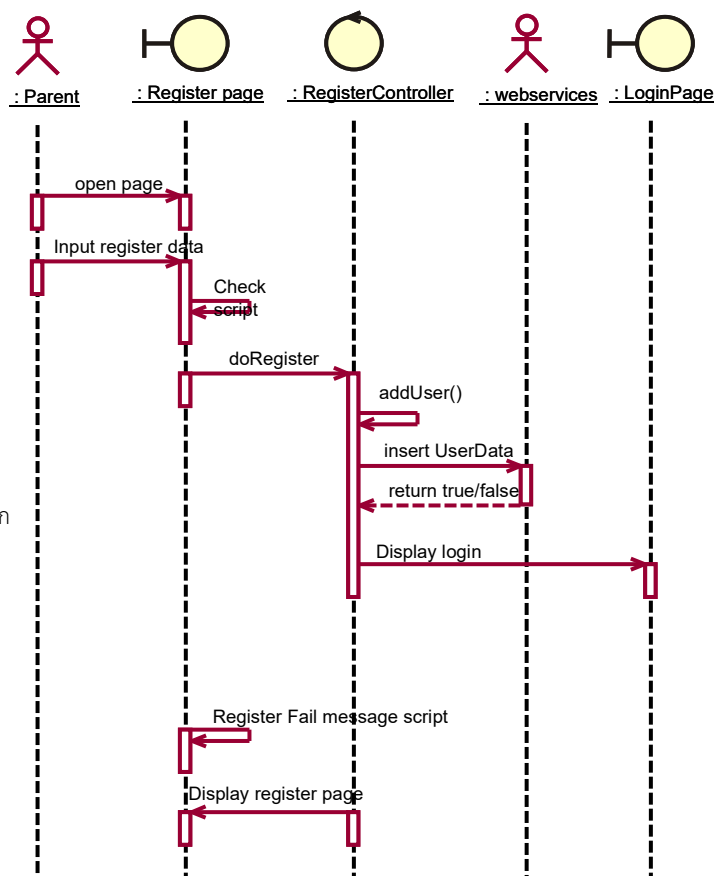 : Parent
: Register page
: RegisterController
: webservices
: LoginPage
open page
Input register data
Check
script
doRegister
addUser()
insert UserData
return true/false
Display login
Register Fail message script
Display register page